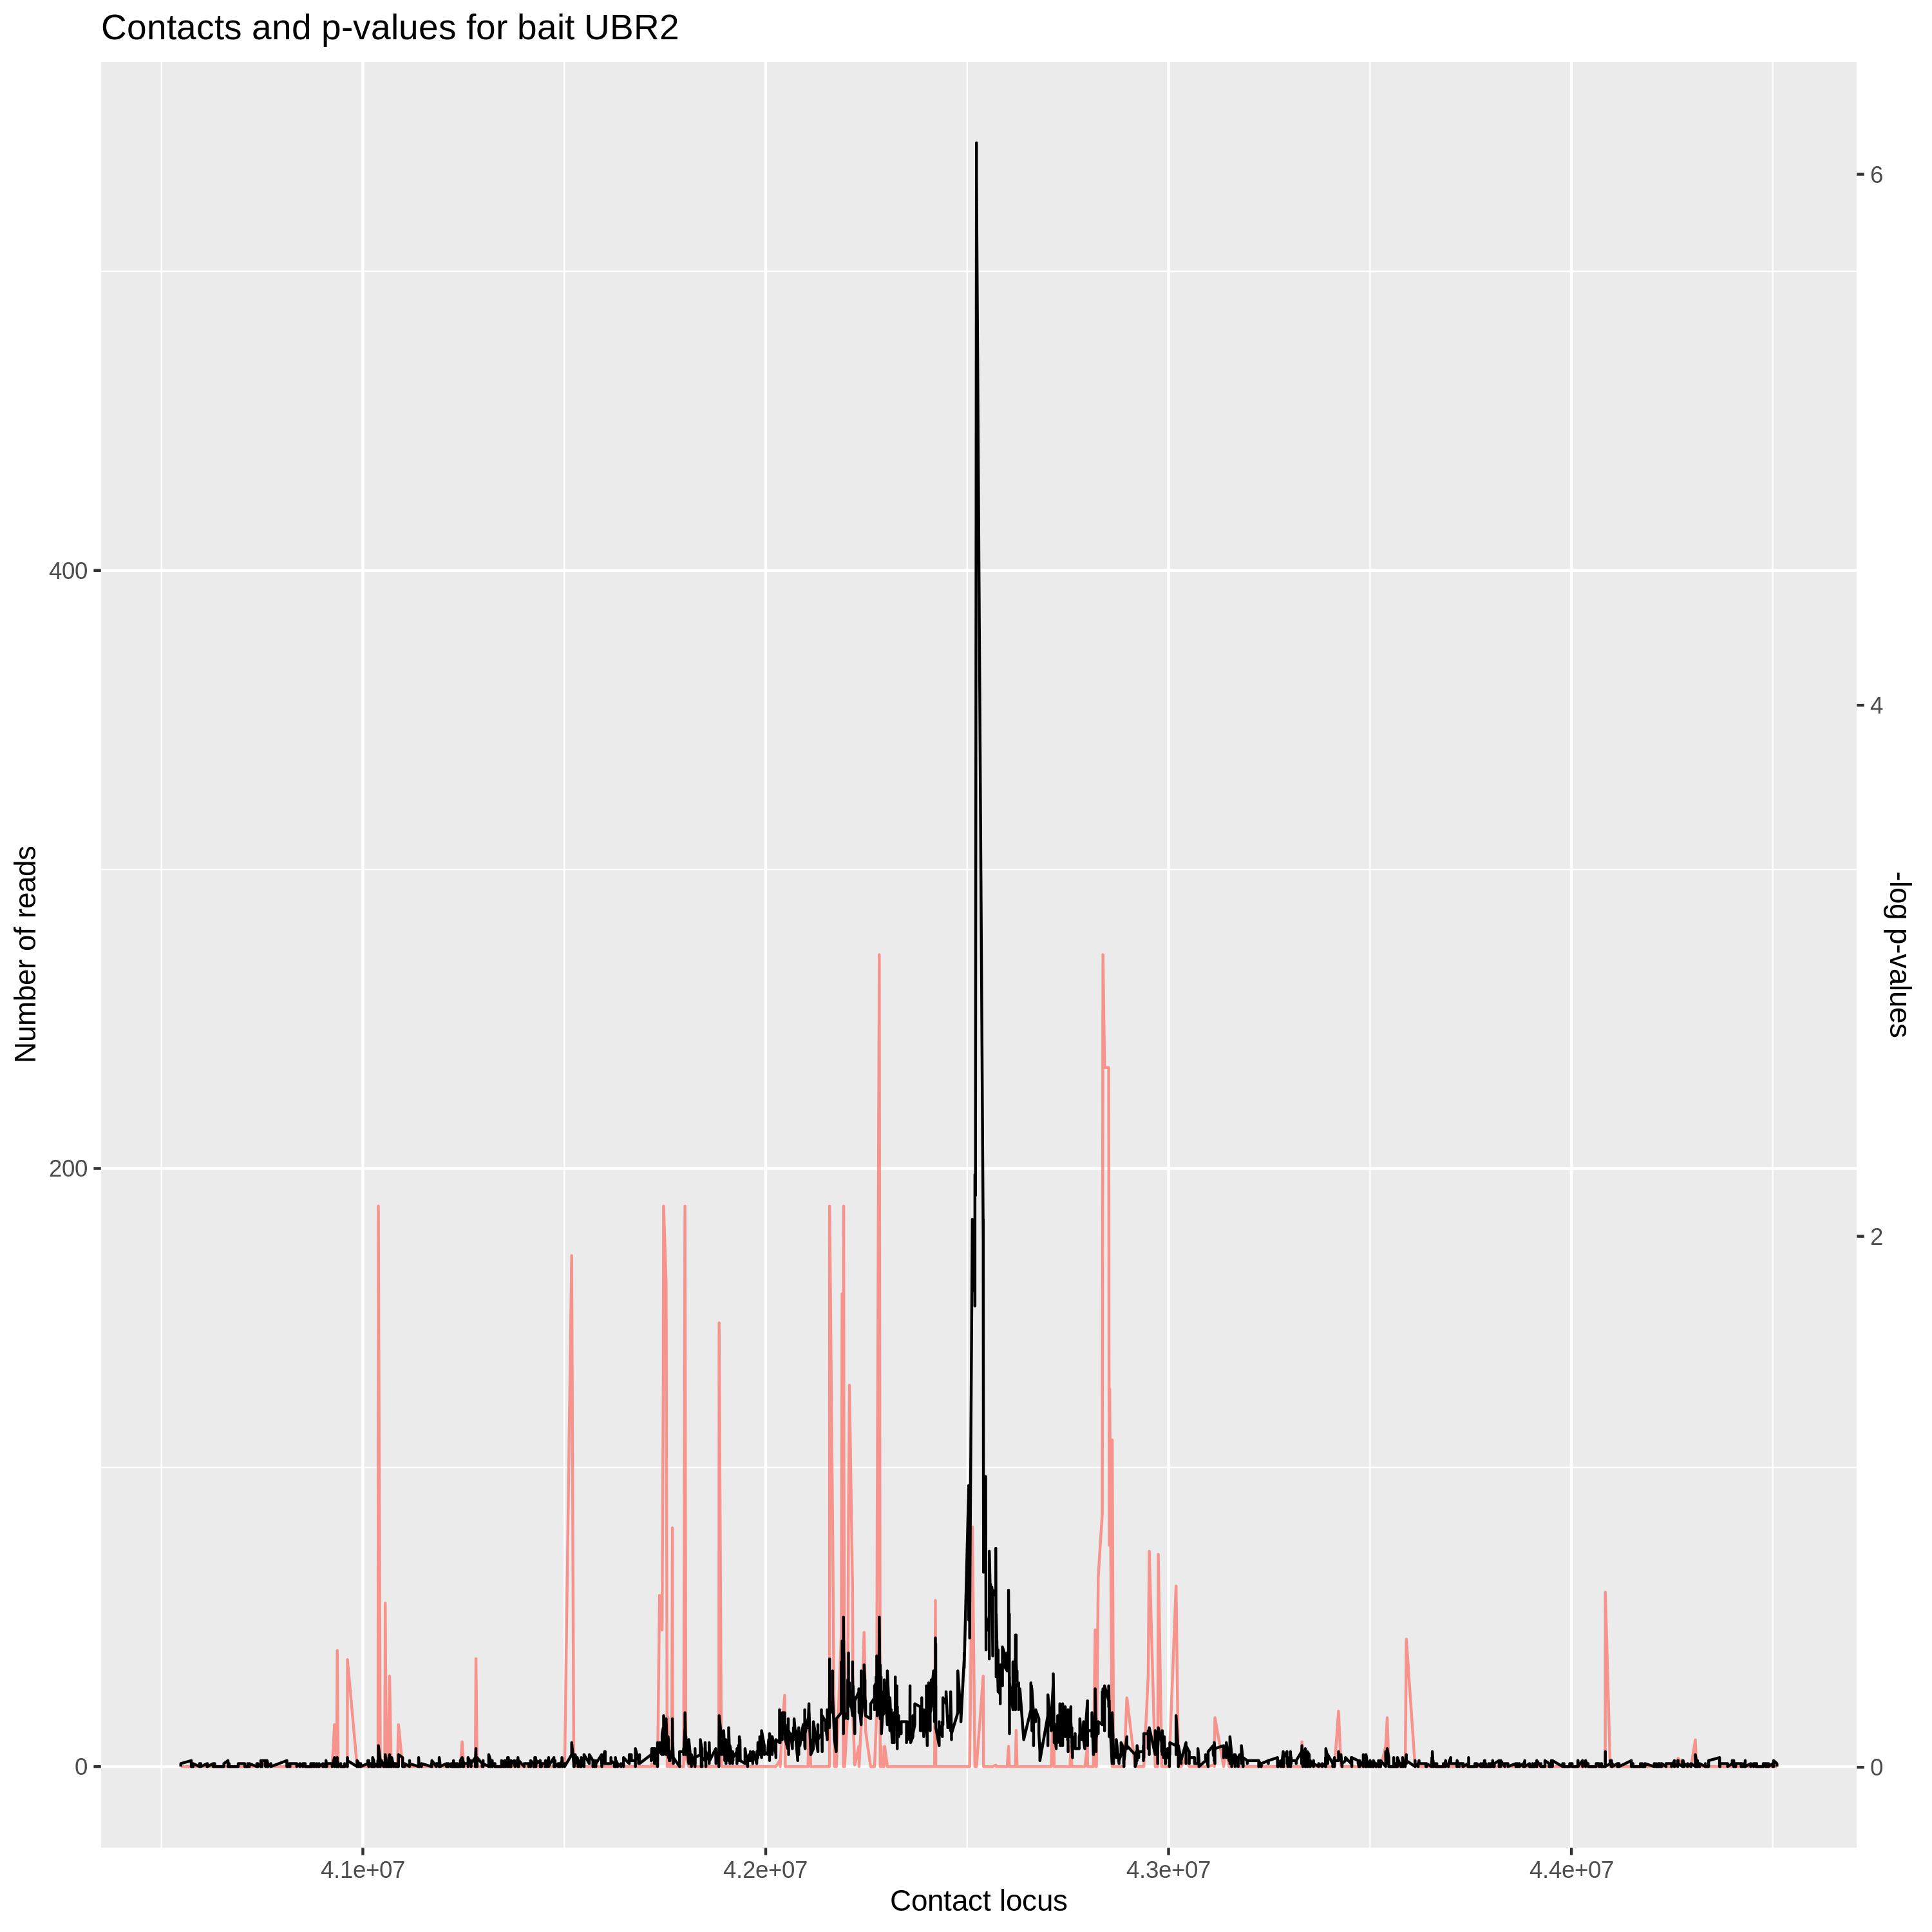 Contacts and p-values for bait UBR2
Number of reads
400
200
0
6
4
2
0
-log p-values
4.1e+07
4.2e+07
4.3e+07
4.4e+07
Contact locus